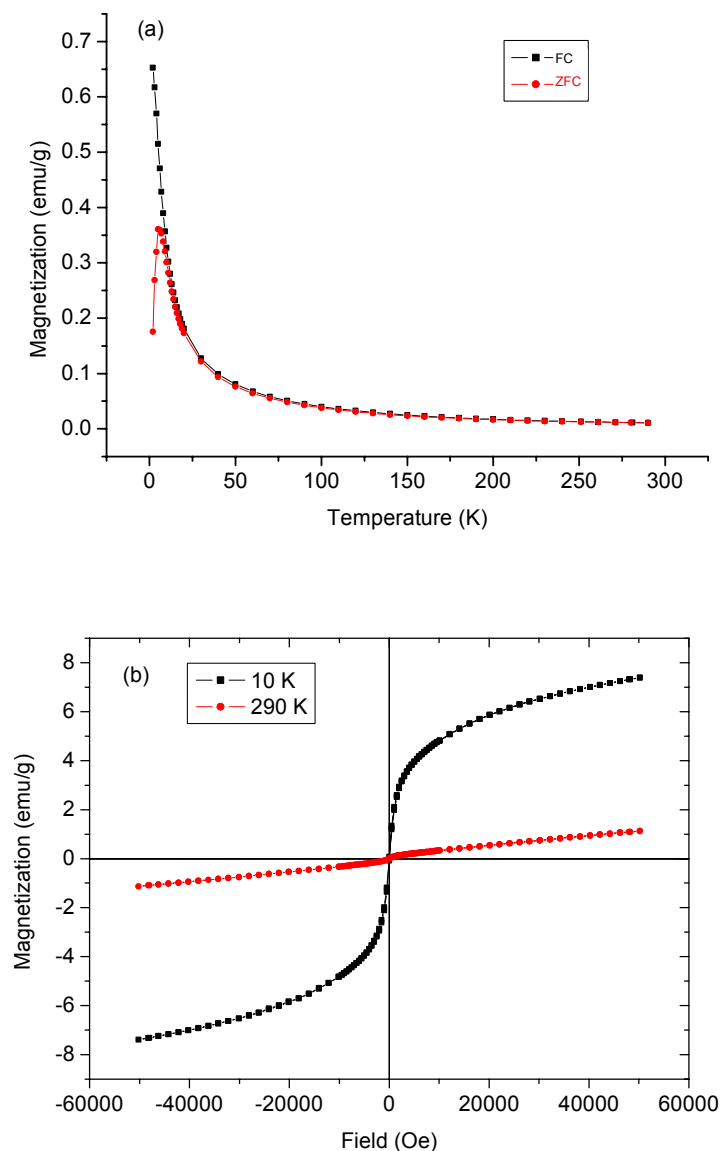 (a)
FC
ZFC
0.7
0.6
0.5
0.4
0.3
0.2
0.1
0.0
Magnetization (emu/g)
0 50 100 150 200 250 300
Temperature (K)
(b)
10 K
290 K
8
6
4
2
0
-2
-4
-6
-8
Magnetization (emu/g)
-60000 -40000 -20000 0 20000 40000 60000
Field (Oe)